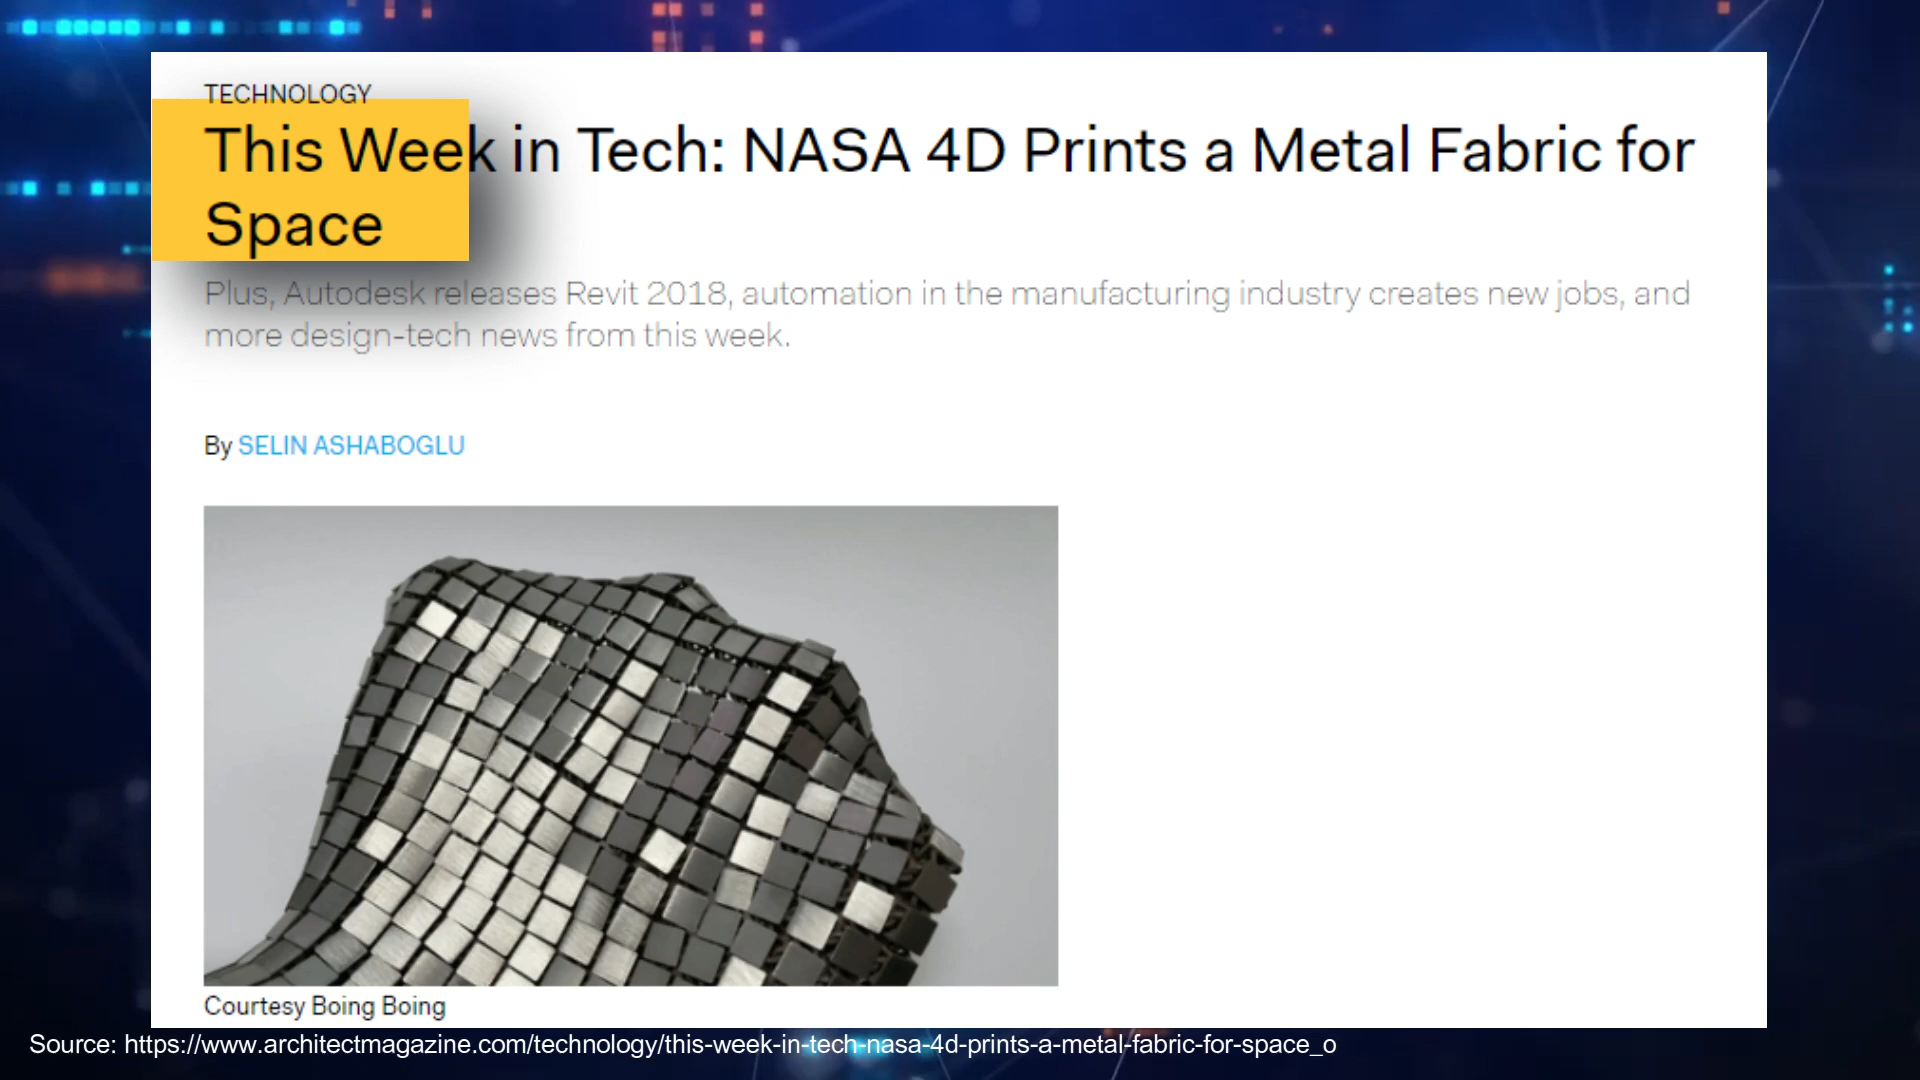 TECHNOLOGY
This Week in Tech: NASA 4D Prints a Metal Fabric for
Space
Plus, Autodesk releases Revit 2018, automation in the manufacturing industry creates new jobs, and
more design-tech news from this week.
By SELIN ASHABOGLU
Courtesy Boing Boing
Source: https://www.architectmagazine.com/technology/this-week-in-tech-nasa-4d-prints-a-metal-fabric-for-space_o